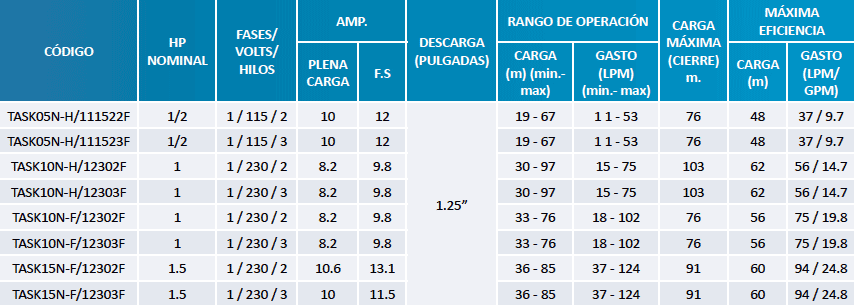 CÓDIGO HP NOMINAL FASES/ VOLTS/ HILOS AMP. DESCARGA (PULGADAS) RANGO DE OPERACIÓN CARGA MÁXIMA (CIERRE) m. MÁXIMA EFICIENCIA
PLENA CARGA F.S CARGA (m) (min.- max) GASTO (LPM) (min.- max) CARGA (m) GASTO (LPM/ GPM)
TASK05N-H/111522F 1/2 1 / 115 / 2 10 12 19 - 67 1 1 - 53 76 48 37 / 9.7
TASK05N-H/111523F 1/2 1 / 115 / 3 10 12 19 - 67 1 1 - 53 76 48 37 / 9.7
TASK10N-H/12302F 1 1 / 230 / 2 8.2 9.8 30 - 97 15 - 75 103 62 56 / 14.7
TASK10N-H/12303F 1 1 / 230 / 3 8.2 9.8 1.25” 30 - 97 15 - 75 103 62 56 / 14.7
TASK10N-F/12302F 1 1 / 230 / 2 8.2 9.8 33 - 76 18 - 102 76 56 75 / 19.8
TASK10N-F/12303F 1 1 / 230 / 3 8.2 9.8 33 - 76 18 - 102 76 56 75 / 19.8
TASK15N-F/12302F 1.5 1 / 230 / 2 10.6 13.1 36 - 85 37 - 124 91 60 94 / 24.8
TASK15N-F/12303F 1.5 1 / 230 / 3 10 11.5 36 - 85 37 - 124 91 60 94 / 24.8